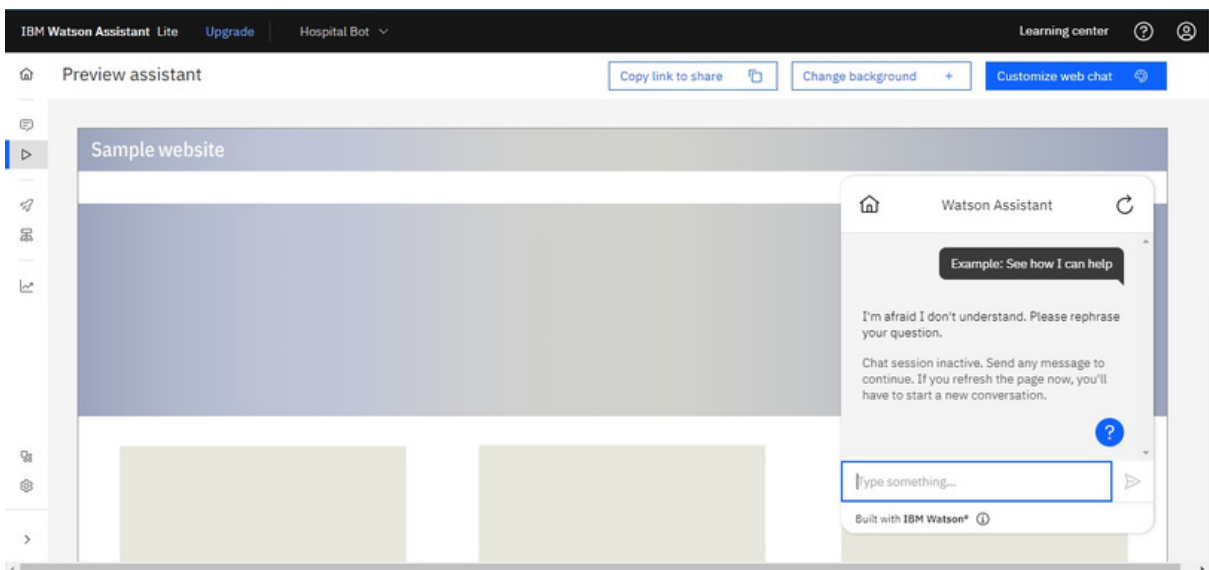 IBM Watson Assistant Lite Upgrade Hospital Bot Learning center
Preview assistant Copy link to share Change background + Customize web chat
Sample website
Watson Assistant
Example: See how I can help
I'm afraid I don't understand. Please rephrase
your question.
Chat session inactive. Send any message to
continue. If you refresh the page now, you'll
have to start a new conversation.
?
Type something...
Built with IBM Watson®